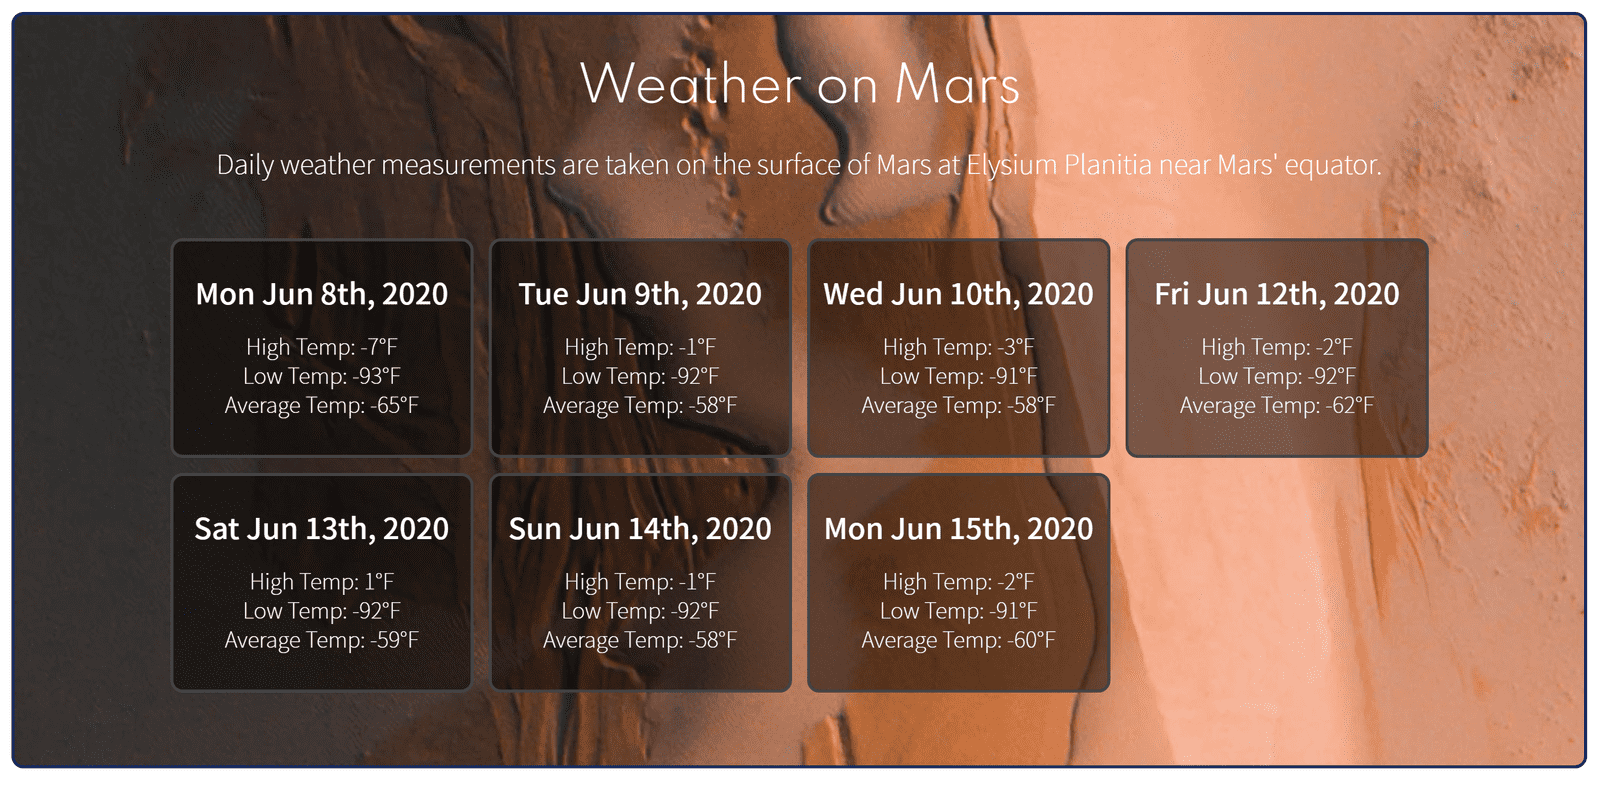 Weather on Mars
Daily weather measurements are taken on the surface of Mars at Elysium Planitia near Mars' equator.
Mon Jun 8th, 2020
High Temp: -7°F
Low Temp: -93°F
Average Temp: -65°F
Tue Jun 9th, 2020
High Temp: -1°F
Low Temp: -92°F
Average Temp: -58°F
Wed Jun 10th, 2020
High Temp: -3°F
Low Temp: -91°F
Average Temp: -58°F
Fri Jun 12th, 2020
High Temp: -2°F
Low Temp: -92°F
Average Temp: -62°F
Sat Jun 13th, 2020
High Temp: 1°F
Low Temp: -92°F
Average Temp: -59°F
Sun Jun 14th, 2020
High Temp: -1°F
Low Temp: -92°F
Average Temp: -58°F
Mon Jun 15th, 2020
High Temp: -2°F
Low Temp: -91°F
Average Temp: -60°F